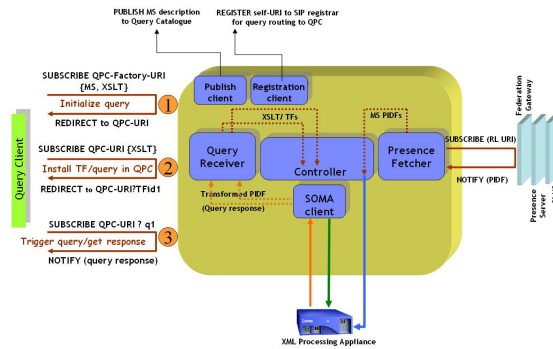 PUBLISH MS description
to Query Catalogue
REGISTER self-URI to SIP registrar
for query routing to QPC
SUBSCRIBE QPC-Factory-URI
{MS, XSLT}
1
Initialize query
REDIRECT to QPC-URI
SUBSCRIBE QPC-URI {XSLT}
2
Install TF/query in QPC
REDIRECT to QPC-URI?TFid1
SUBSCRIBE QPC-URI ? q1
3
Trigger query/get response
NOTIFY (query response)
Query Client
Publish
client
Registration
client
XSLT/ TFs
MS PIDFs
Query
Receiver
Controller
Presence
Fetcher
Transformed PIDF
(Query response)
SOMA
client
SUBSCRIBE (RL URI)
NOTIFY (PIDF)
Federation
Gateway
Presence
Server
XML Processing Appliance